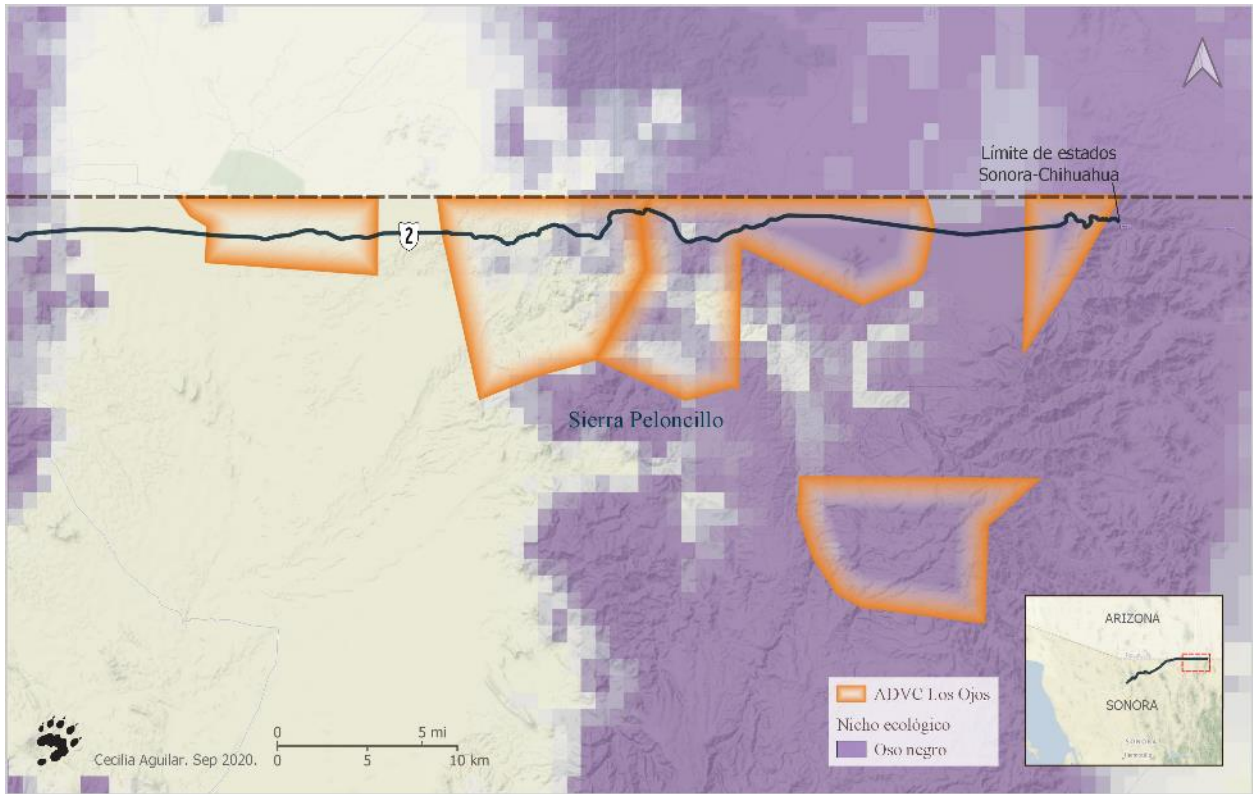 Límite de estados
Sonora-Chihuahua
2
Sierra Peloncillo
ADVC Los Ojos
Nicho ecológico
Oso negro
Cecilia Aguilar. Sep 2020.
0 5 mi
0 5 10 km
ARIZONA
SONORA
SONORA